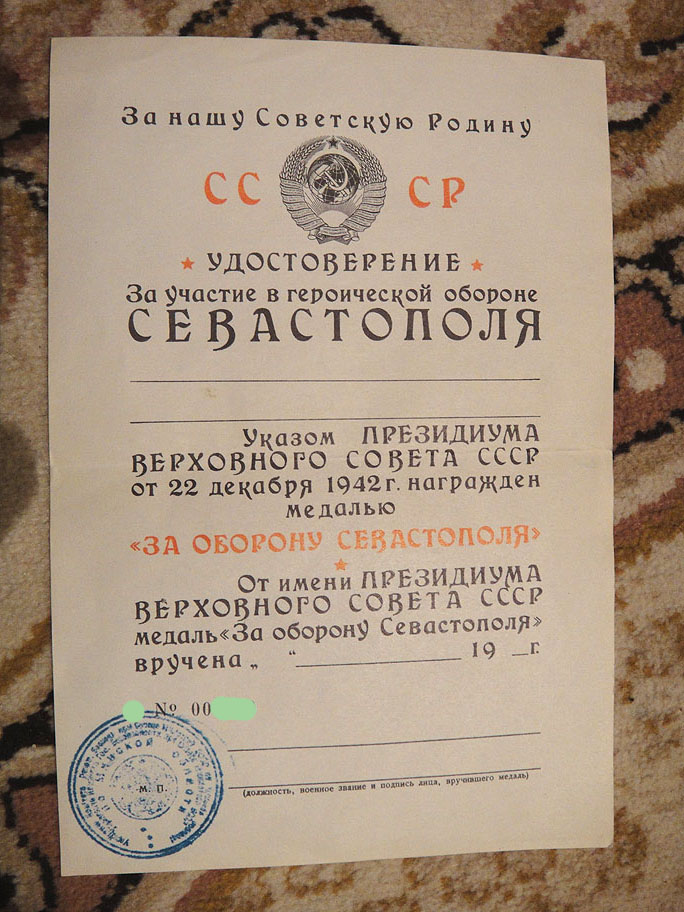 За нашу Советскую Родину
СС СР
УДОСТОВЕРЕНИЕ
За участие в героической обороне
СЕВАСТОПОЛЯ
Указом ПРЕЗИДИУМА
ВЕРХОВНОГО СОВЕТА СССР
от 22 декабря 1942 г. награжден
медалью
«ЗА ОБОРОНУ СЕВАСТОПОЛЯ»
От имени ПРЕЗИДИУМА
ВЕРХОВНОГО СОВЕТА СССР
медаль «За оборону Севастополя»
вручена „ “ 19 г.
№ 00
М. П.
(должность, военное звание и подпись лица, вручившего медаль)